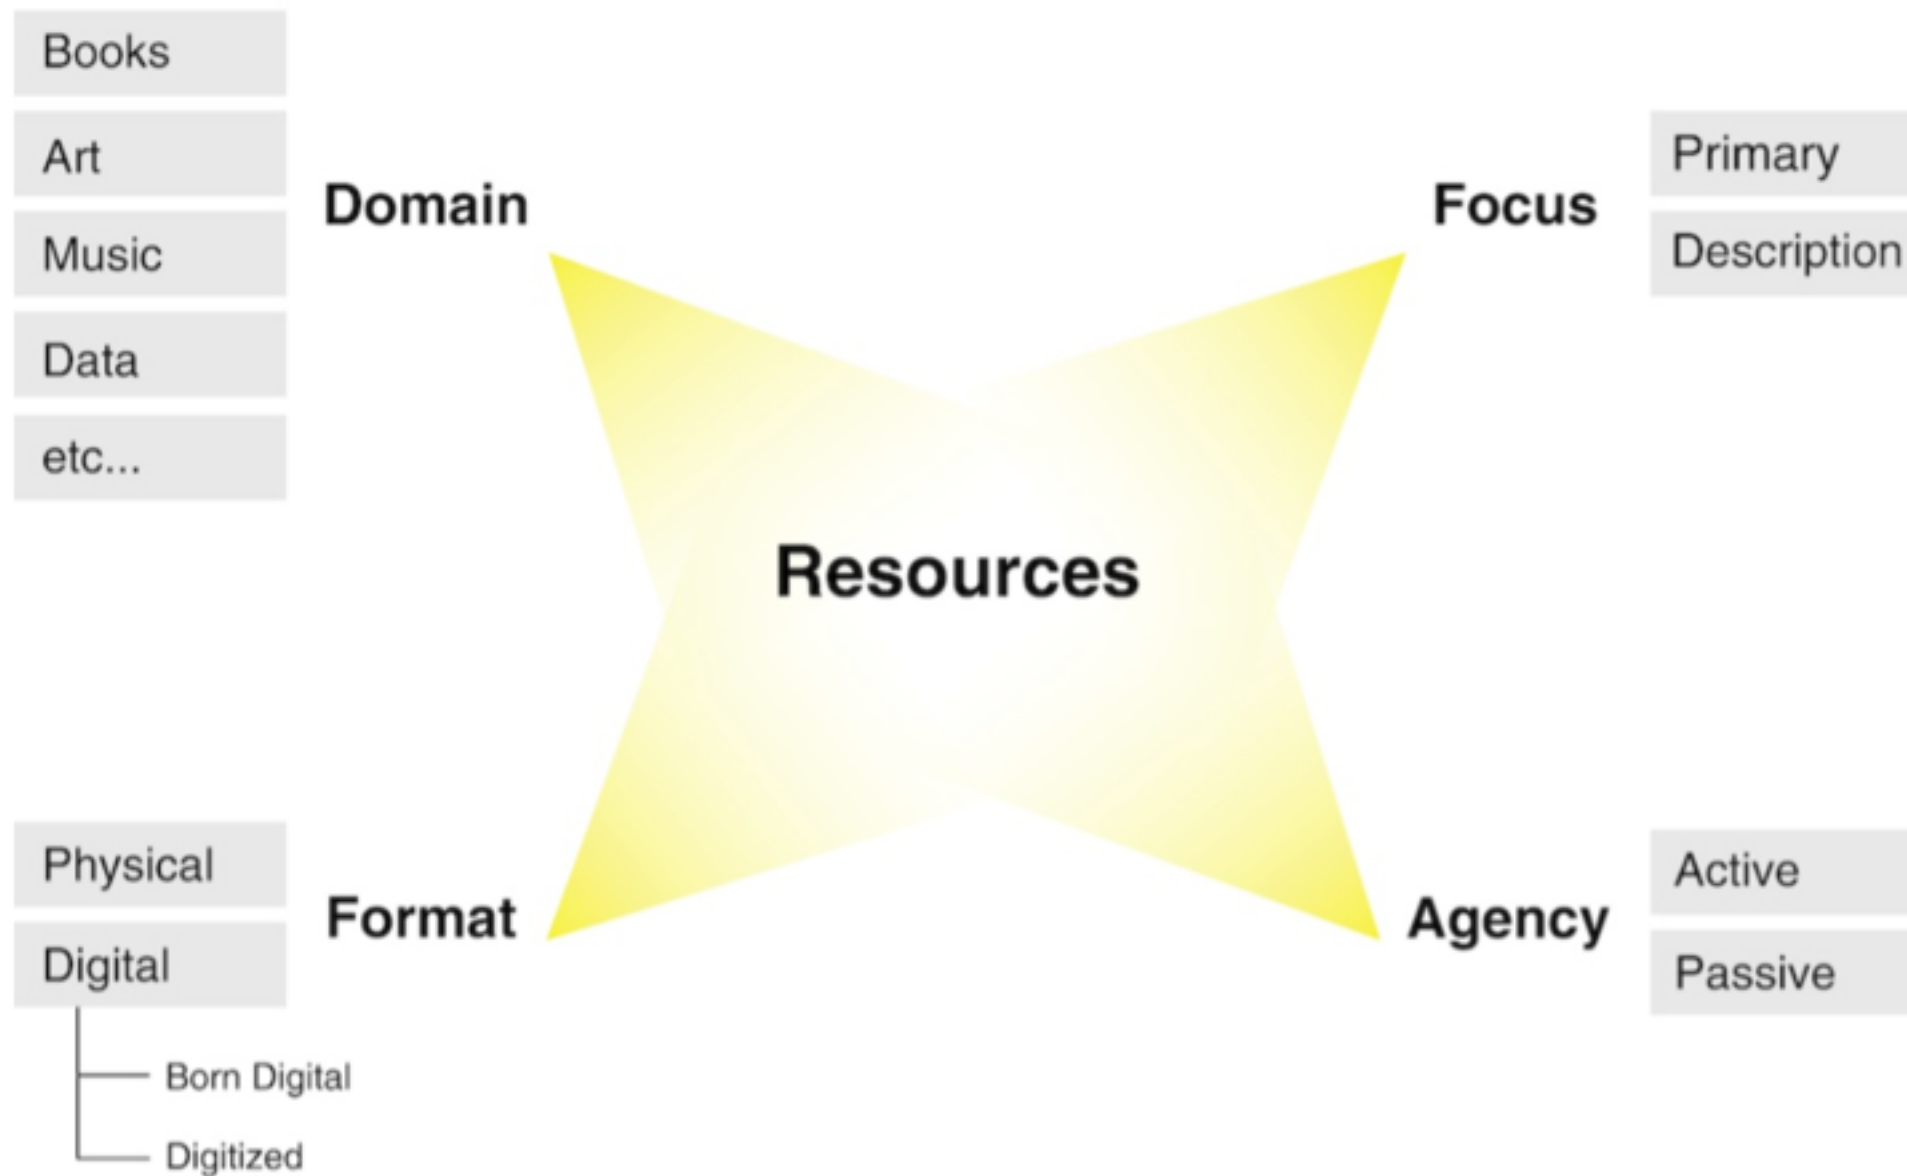 Books
Art
Music
Data
etc...
Domain
Focus
Primary
Description
Resources
Physical
Digital
Born Digital
Digitized
Format
Agency
Active
Passive